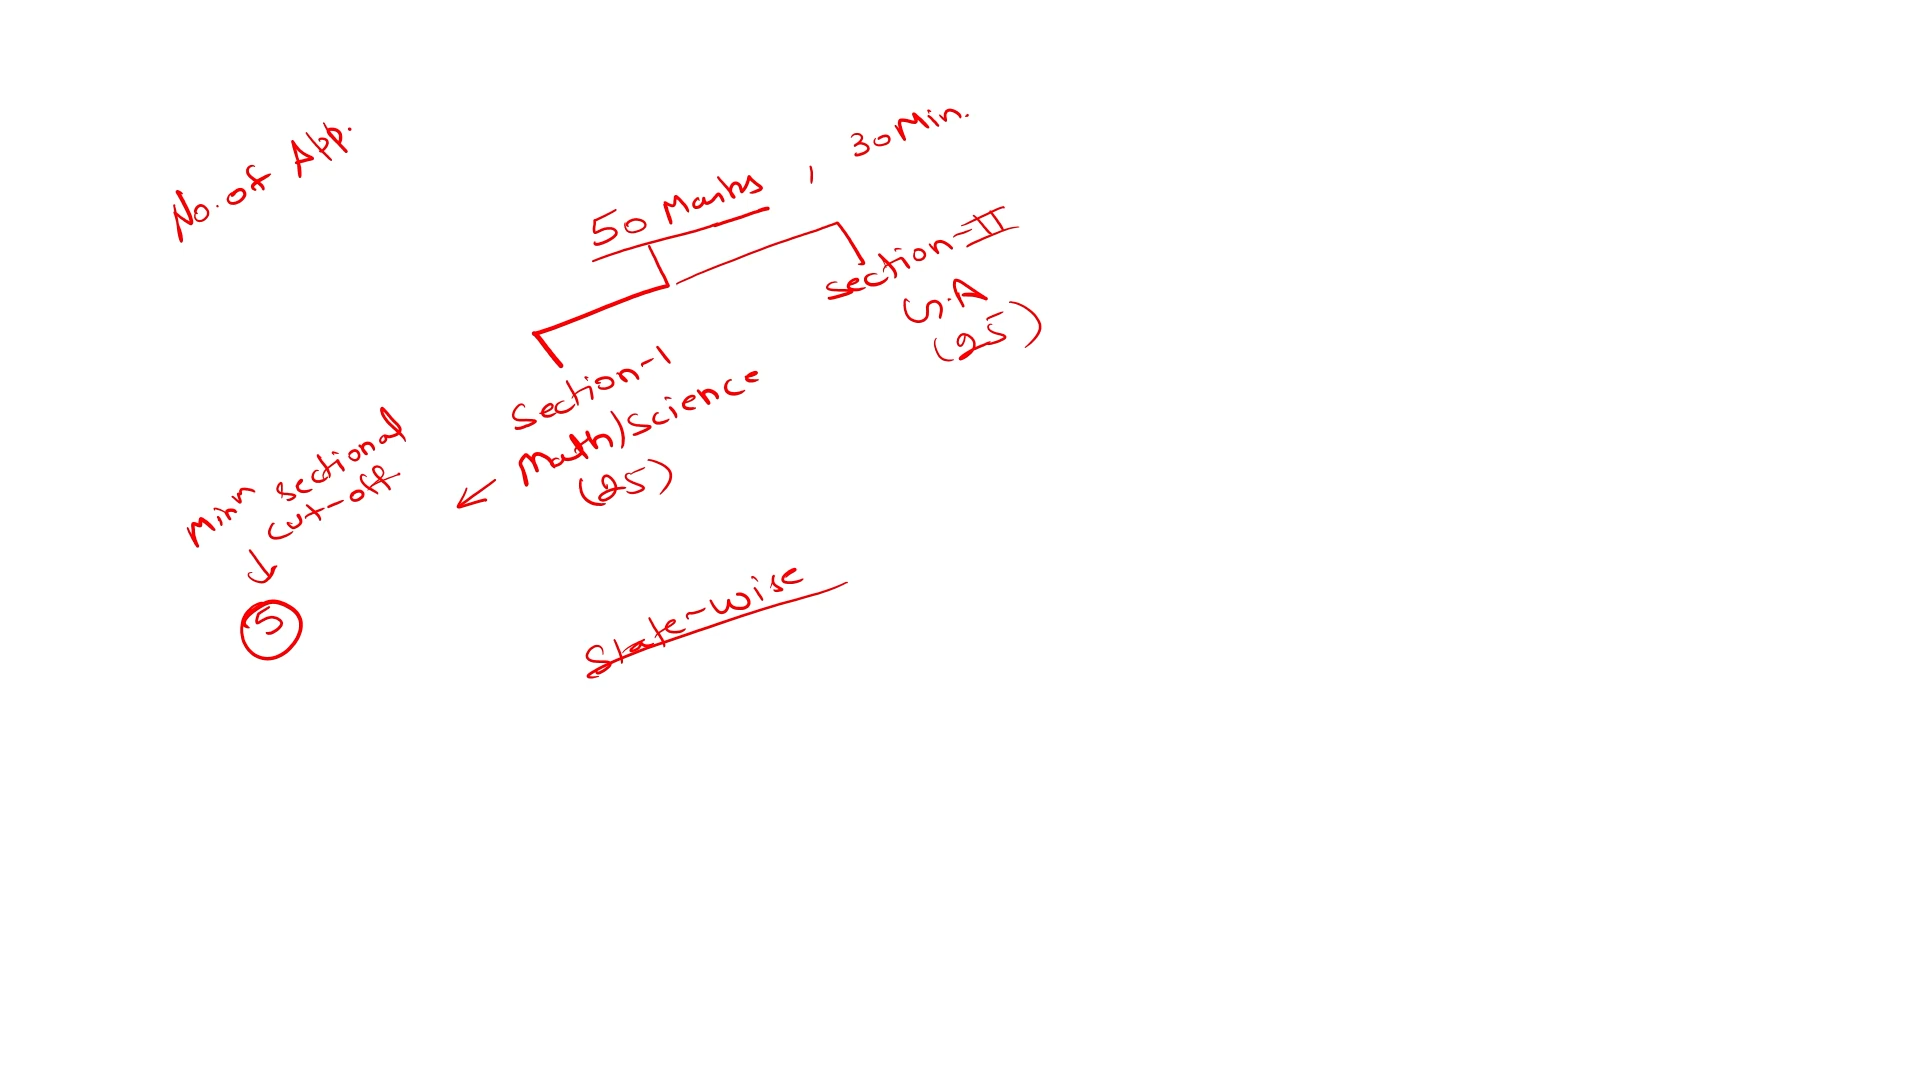 No. of App.
50 Marks , 30 Min.
Section-II
G.A
(25)
Section-1
Math/Science
(25)
Min^m sectional
cut-off
5
State-wise